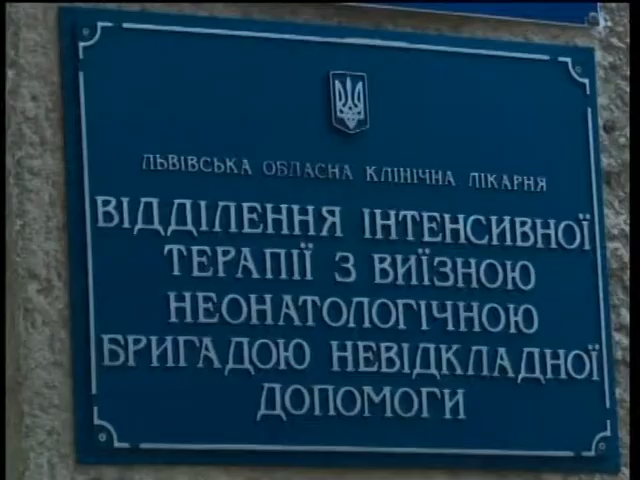 ЛЬВІВСЬКА ОБЛАСНА КЛІНІЧНА ЛІКАРНЯ
ВІДДІЛЕННЯ ІНТЕНСИВНОЇ
ТЕРАПІЇ З ВИЇЗНОЮ
НЕОНАТОЛОГІЧНОЮ
БРИГАДОЮ НЕВІДКЛАДНОЇ
ДОПОМОГИ